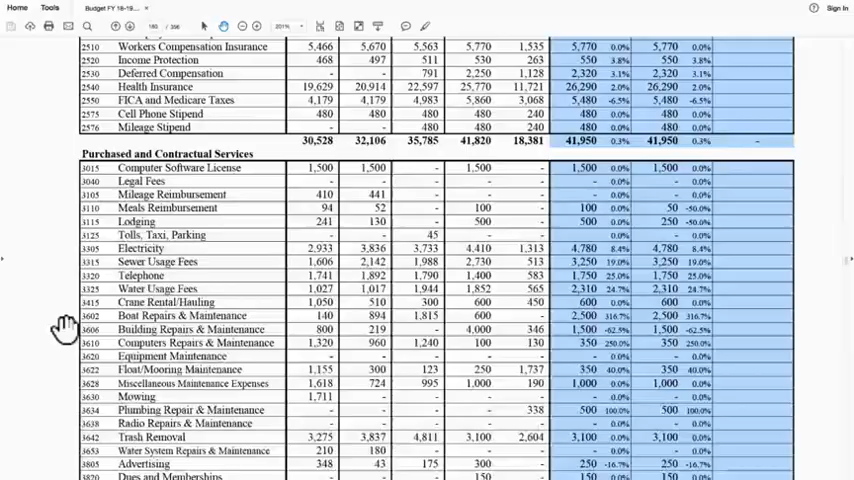 Home Tools Budget FY 18-19... × Sign In
185 / 356 201%
2510 Workers Compensation Insurance 5,466 5,670 5,563 5,770 1,535 5,770 0.0% 5,770 0.0%
2520 Income Protection 468 497 511 530 263 550 3.8% 550 3.8%
2530 Deferred Compensation - - 791 2,250 1,128 2,320 3.1% 2,320 3.1%
2540 Health Insurance 19,629 20,914 22,597 25,770 11,721 26,290 2.0% 26,290 2.0%
2550 FICA and Medicare Taxes 4,179 4,179 4,983 5,860 3,068 5,480 -6.5% 5,480 -6.5%
2575 Cell Phone Stipend 480 480 480 480 240 480 0.0% 480 0.0%
2576 Mileage Stipend - - 480 480 240 480 0.0% 480 0.0%
30,528 32,106 35,785 41,820 18,381 41,950 0.3% 41,950 0.3% -
Purchased and Contractual Services
3015 Computer Software License 1,500 1,500 - 1,500 - 1,500 0.0% 1,500 0.0%
3040 Legal Fees - - - - - - 0.0% - 0.0%
3105 Mileage Reimbursement 410 441 - - - - 0.0% - 0.0%
3110 Meals Reimbursement 94 52 - 100 - 100 0.0% 50 -50.0%
3115 Lodging 241 130 - 500 - 500 0.0% 250 -50.0%
3125 Tolls, Taxi, Parking - - 45 - - - 0.0% - 0.0%
3305 Electricity 2,933 3,836 3,733 4,410 1,313 4,780 8.4% 4,780 8.4%
3315 Sewer Usage Fees 1,606 2,142 1,988 2,730 513 3,250 19.0% 3,250 19.0%
3320 Telephone 1,741 1,892 1,790 1,400 583 1,750 25.0% 1,750 25.0%
3325 Water Usage Fees 1,027 1,017 1,944 1,852 565 2,310 24.7% 2,310 24.7%
3415 Crane Rental/Hauling 1,050 510 300 600 450 600 0.0% 600 0.0%
3602 Boat Repairs & Maintenance 140 894 1,815 600 - 2,500 316.7% 2,500 316.7%
3606 Building Repairs & Maintenance 800 219 - 4,000 346 1,500 -62.5% 1,500 -62.5%
3610 Computers Repairs & Maintenance 1,320 960 1,240 100 130 350 250.0% 350 250.0%
3620 Equipment Maintenance - - - - - - 0.0% - 0.0%
3622 Float/Mooring Maintenance 1,155 300 123 250 1,737 350 40.0% 350 40.0%
3628 Miscellaneous Maintenance Expenses 1,618 724 995 1,000 190 1,000 0.0% 1,000 0.0%
3630 Mowing 1,711 - - - - - 0.0% - 0.0%
3634 Plumbing Repair & Maintenance - - - - 338 500 100.0% 500 100.0%
3638 Radio Repairs & Maintenance - - - - - - 0.0% - 0.0%
3642 Trash Removal 3,275 3,837 4,811 3,100 2,604 3,100 0.0% 3,100 0.0%
3653 Water System Repairs & Maintenance 210 180 - - - - 0.0% - 0.0%
3805 Advertising 348 43 175 300 - 250 -16.7% 250 -16.7%
3820 Dues and Memberships - - - 150 - 150 0.0% 150 0.0%